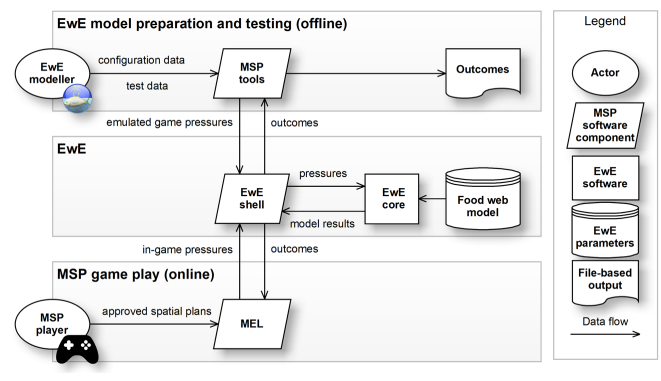 EwE model preparation and testing (offline)
EwE
modeller
configuration data
test data
MSP
tools
Outcomes
emulated game pressures
outcomes
EwE
EwE
shell
pressures
model results
EwE
core
Food web
model
in-game pressures
outcomes
MSP game play (online)
MSP
player
approved spatial plans
MEL
Legend
Actor
MSP
software
component
EwE
software
EwE
parameters
File-based
output
Data flow